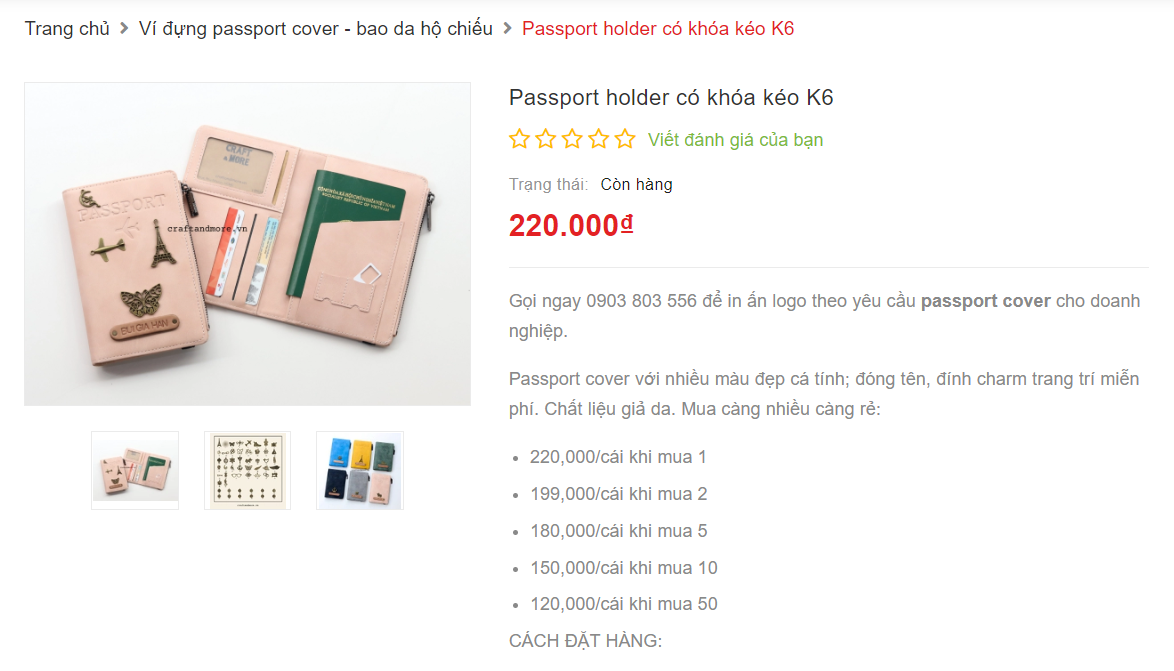 Trang chủ > Ví đựng passport cover - bao da hộ chiếu > Passport holder có khóa kéo K6
Passport holder có khóa kéo K6
Viết đánh giá của bạn
Trạng thái: Còn hàng
220.000₫
CRAFT
& MORE
PASSPORT
craftandmore.vn
BUI GIA HAN
Gọi ngay 0903 803 556 để in ấn logo theo yêu cầu passport cover cho doanh
nghiệp.
Passport cover với nhiều màu đẹp cá tính; đóng tên, đính charm trang trí miễn
phí. Chất liệu giả da. Mua càng nhiều càng rẻ:
• 220,000/cái khi mua 1
• 199,000/cái khi mua 2
• 180,000/cái khi mua 5
• 150,000/cái khi mua 10
• 120,000/cái khi mua 50
CÁCH ĐẶT HÀNG: